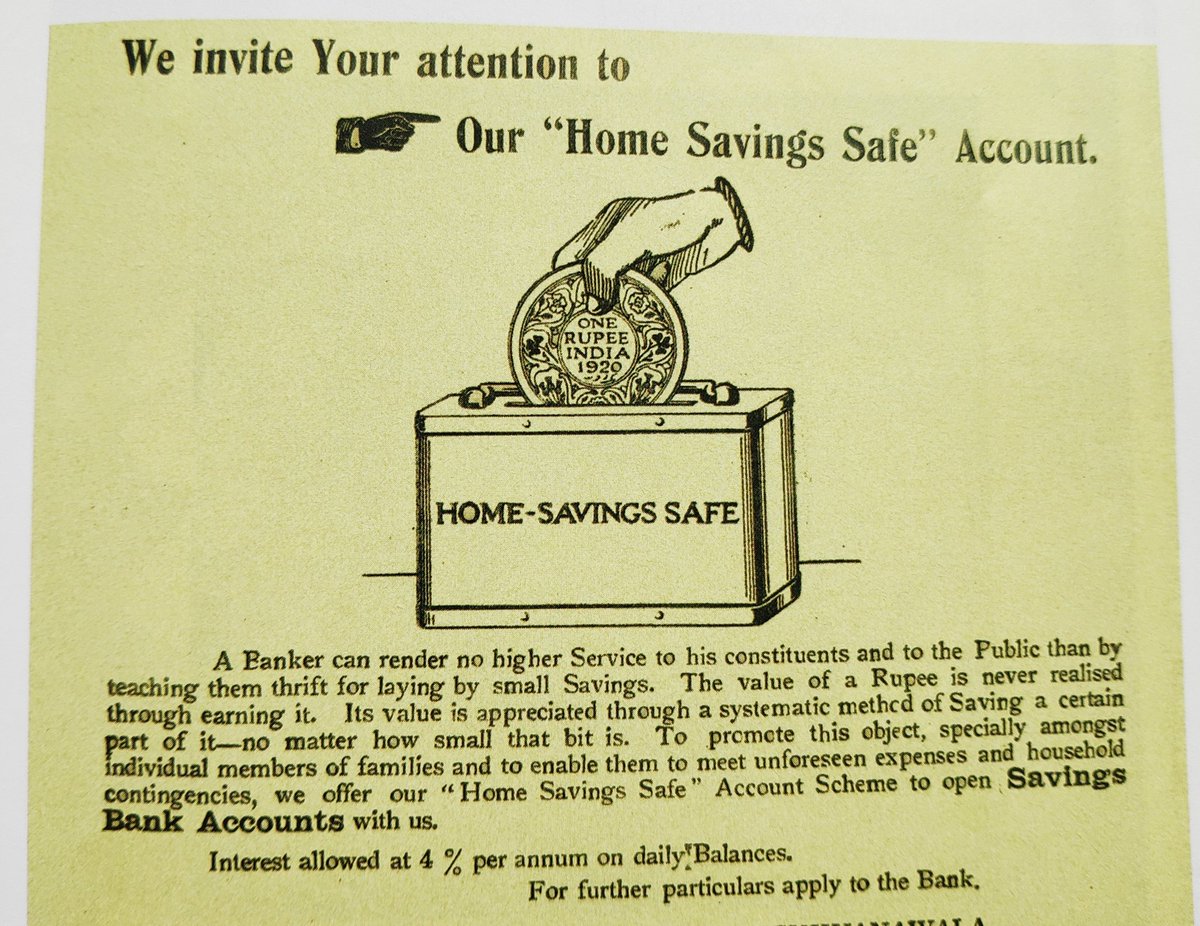 We invite Your attention to
Our "Home Savings Safe" Account.
ONE
RUPEE
INDIA
1920
HOME-SAVINGS SAFE
A Banker can render no higher Service to his constituents and to the Public than by
teaching them thrift for laying by small Savings. The value of a Rupee is never realised
through earning it. Its value is appreciated through a systematic method of Saving a certain
part of it—no matter how small that bit is. To promote this object, specially amongst
individual members of families and to enable them to meet unforeseen expenses and household
contingencies, we offer our "Home Savings Safe" Account Scheme to open Savings
Bank Accounts with us.
Interest allowed at 4 % per annum on daily Balances.
For further particulars apply to the Bank.